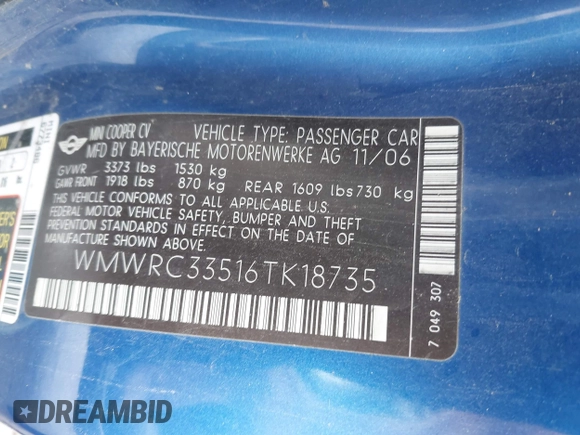 MINI COOPER CV VEHICLE TYPE: PASSENGER CAR
MFD BY BAYERISCHE MOTORENWERKE AG 11/06
GVWR 3373 lbs 1530 kg
GAWR FRONT 1918 lbs 870 kg REAR 1609 lbs 730 kg
THIS VEHICLE CONFORMS TO ALL APPLICABLE U.S.
FEDERAL MOTOR VEHICLE SAFETY, BUMPER AND THEFT
PREVENTION STANDARDS IN EFFECT ON THE DATE OF
MANUFACTURE SHOWN ABOVE.
WMWRC33516TK18735
7 049 307
DREAMBID